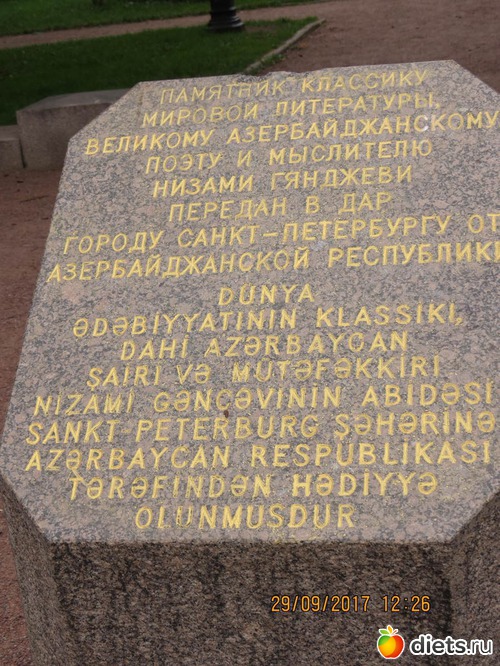 ПАМЯТНИК КЛАССИКУ
МИРОВОЙ ЛИТЕРАТУРЫ,
ВЕЛИКОМУ АЗЕРБАЙДЖАНСКОМУ
ПОЭТУ И МЫСЛИТЕЛЮ
НИЗАМИ ГЯНДЖЕВИ
ПЕРЕДАН В ДАР
ГОРОДУ САНКТ-ПЕТЕРБУРГУ ОТ
АЗЕРБАЙДЖАНСКОЙ РЕСПУБЛИКИ
DÜNYA
ƏDƏBİYYATININ KLASSİKİ,
DAHİ AZƏRBAYCAN
ŞAİRİ VƏ MÜTƏFƏKKİRİ
NİZAMİ GƏNCƏVİNİN ABİDƏSİ
SANKT-PETERBURG ŞƏHƏRİNƏ
AZƏRBAYCAN RESPUBLİKASI
TƏRƏFİNDƏN HƏDİYYƏ
OLUNMUŞDUR
29/09/2017 12:26
diets.ru